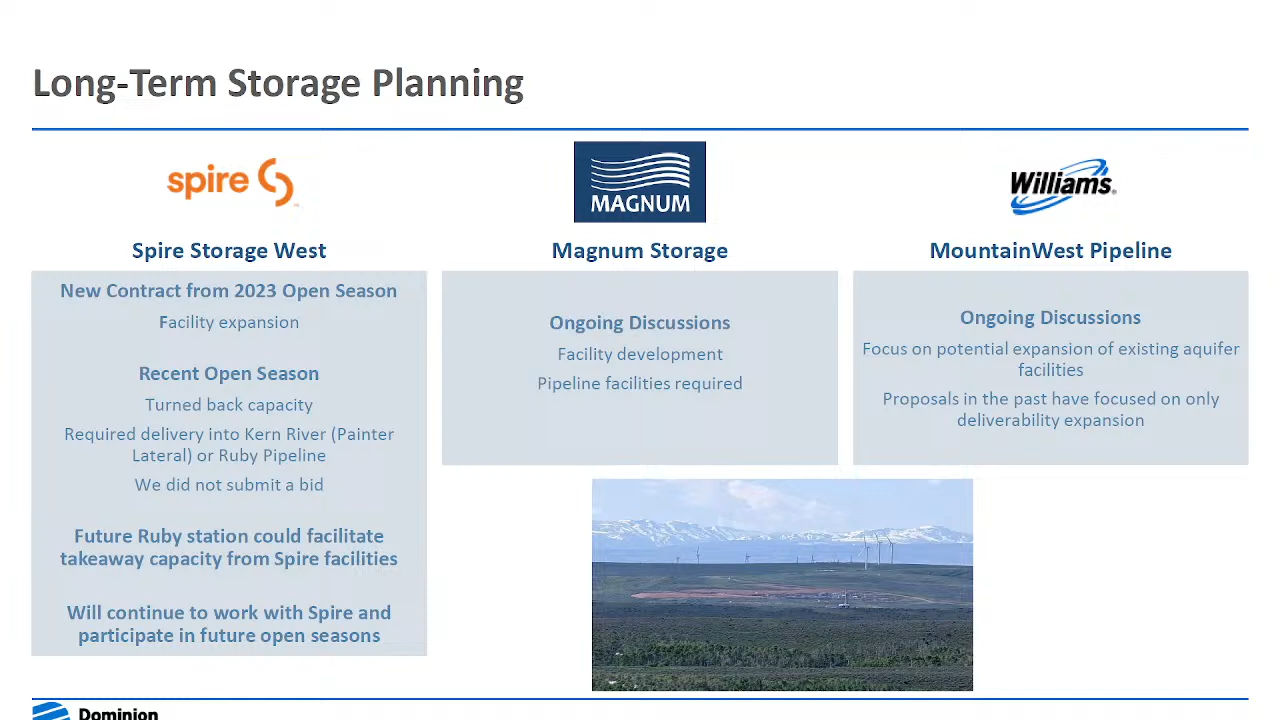 Long-Term Storage Planning
spire
MAGNUM
Williams
Spire Storage West
New Contract from 2023 Open Season
Facility expansion
Recent Open Season
Turned back capacity
Required delivery into Kern River (Painter
Lateral) or Ruby Pipeline
We did not submit a bid
Future Ruby station could facilitate
takeaway capacity from Spire facilities
Will continue to work with Spire and
participate in future open seasons
Magnum Storage
Ongoing Discussions
Facility development
Pipeline facilities required
MountainWest Pipeline
Ongoing Discussions
Focus on potential expansion of existing aquifer
facilities
Proposals in the past have focused on only
deliverability expansion
Dominion